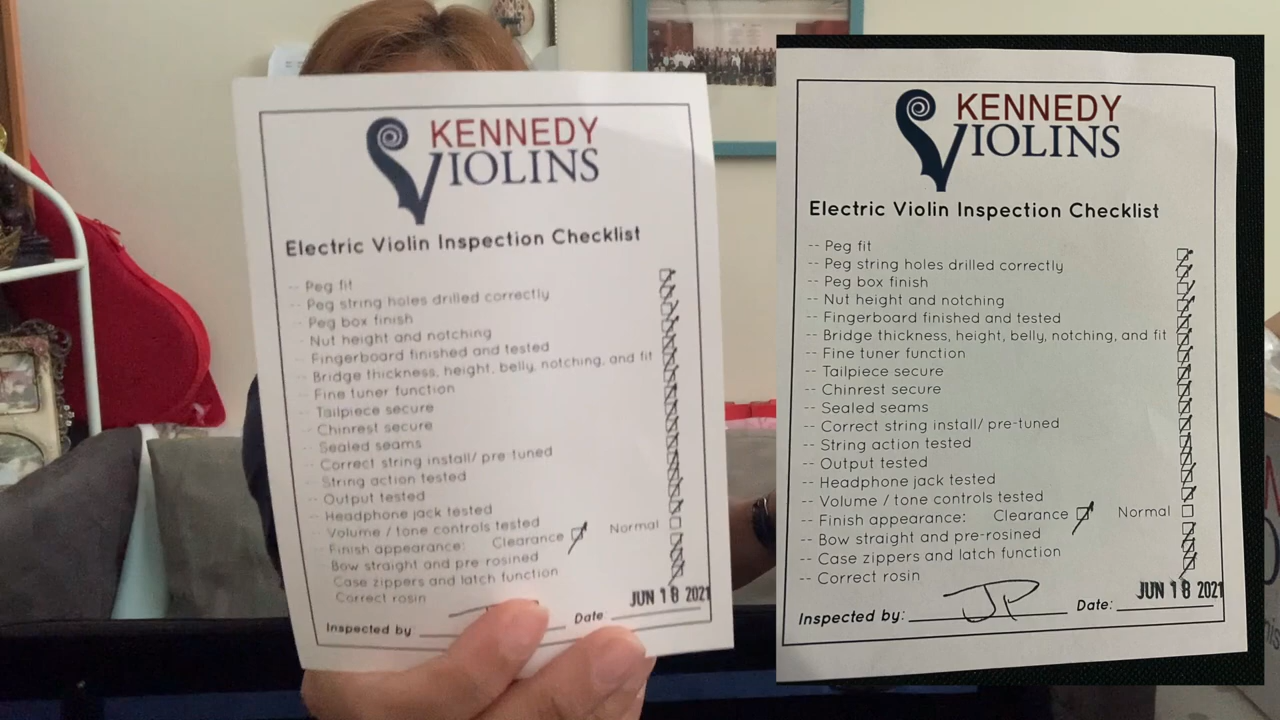 KENNEDY
VIOLINS
Electric Violin Inspection Checklist
-- Peg fit
-- Peg string holes drilled correctly
-- Peg box finish
-- Nut height and notching
-- Fingerboard finished and tested
-- Bridge thickness, height, belly, notching, and fit
-- Fine tuner function
-- Tailpiece secure
-- Chinrest secure
-- Sealed seams
-- Correct string install/ pre-tuned
-- String action tested
-- Output tested
-- Headphone jack tested
-- Volume / tone controls tested
-- Finish appearance: Clearance Normal
-- Bow straight and pre-rosined
-- Case zippers and latch function
-- Correct rosin
Inspected by: Date: JUN 18 2021
KENNEDY
VIOLINS
Electric Violin Inspection Checklist
-- Peg fit
-- Peg string holes drilled correctly
-- Peg box finish
-- Nut height and notching
-- Fingerboard finished and tested
-- Bridge thickness, height, belly, notching, and fit
-- Fine tuner function
-- Tailpiece secure
-- Chinrest secure
-- Sealed seams
-- Correct string install/ pre-tuned
-- String action tested
-- Output tested
-- Headphone jack tested
-- Volume / tone controls tested
-- Finish appearance: Clearance Normal
-- Bow straight and pre-rosined
-- Case zippers and latch function
-- Correct rosin
Inspected by: JP Date: JUN 18 2021